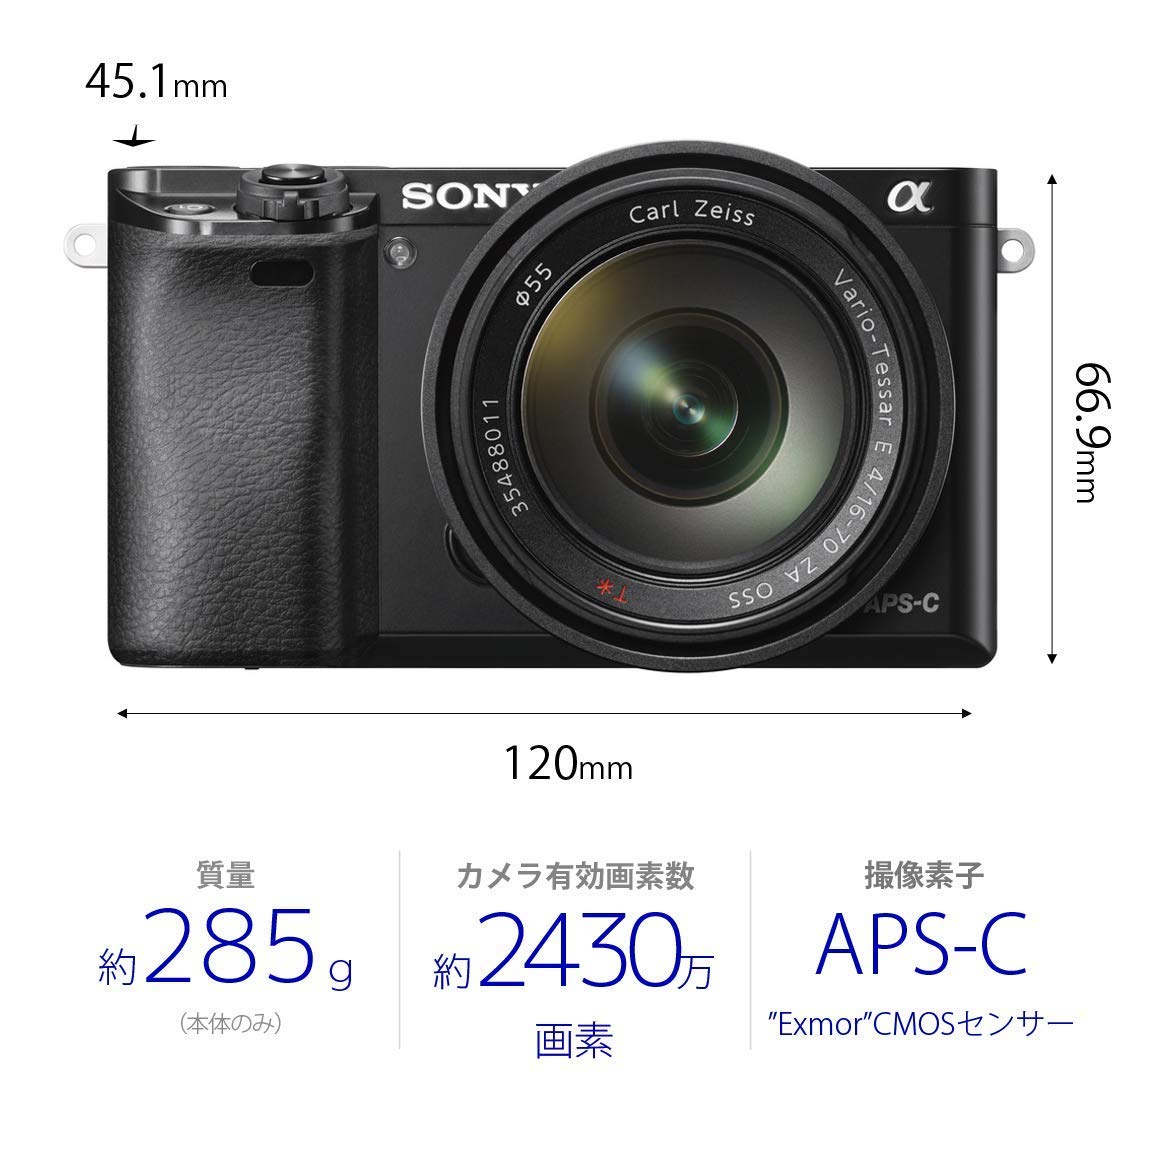 45.1mm
SONY
α
Carl Zeiss
Vario-Tessar E 4/16-70 ZA OSS
T*
35488011
ø55
APS-C
66.9mm
120mm
質量
約285g
(本体のみ)
カメラ有効画素数
約2430万
画素
撮像素子
APS-C
”Exmor”CMOSセンサー